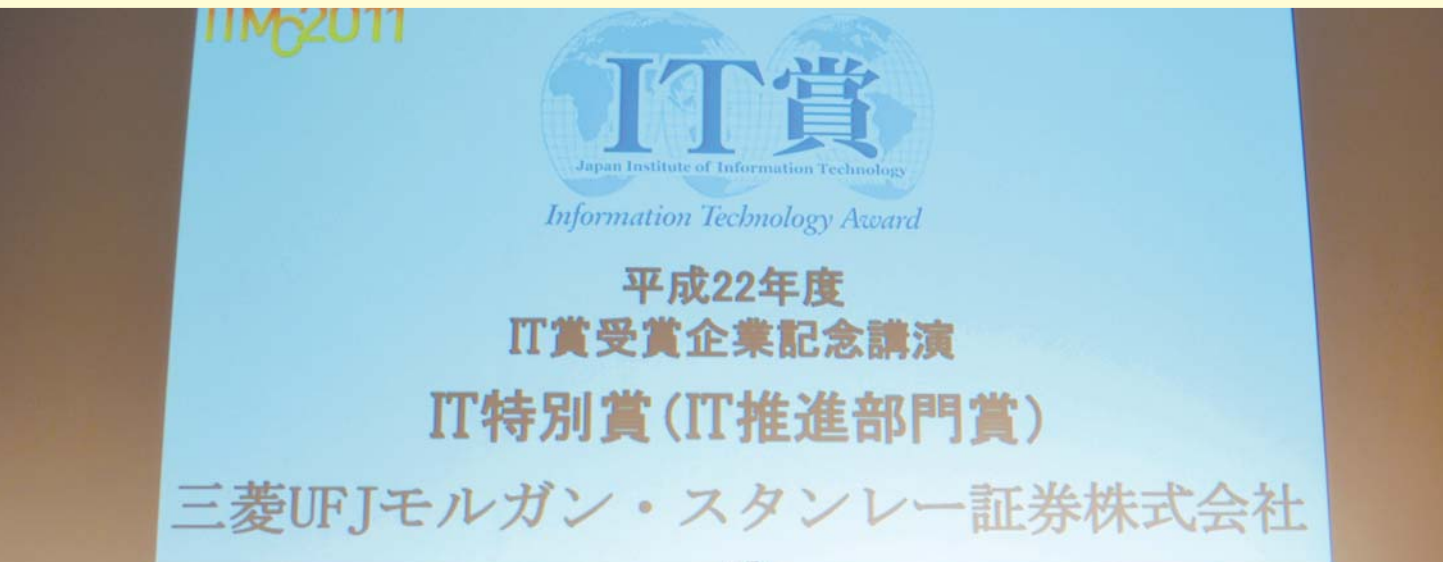 ITMC2011
IT賞
Japan Institute of Information Technology
Information Technology Award
平成22年度
IT賞受賞企業記念講演
IT特別賞(IT推進部門賞)
三菱UFJモルガン・スタンレー証券株式会社